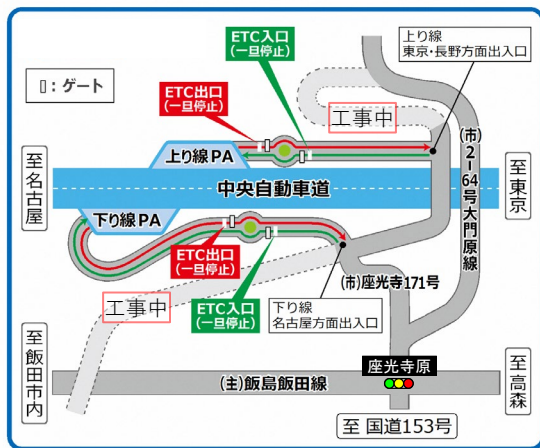 ETC入口
(一旦停止)
上り線
東京・長野方面出入口
▯：ゲート
ETC出口
(一旦停止)
工事中
上り線PA
(市)2-64号大門原線
至名古屋
中央自動車道
至東京
下り線PA
ETC出口
(一旦停止)
(市)座光寺171号
工事中
ETC入口
(一旦停止)
下り線
名古屋方面出入口
至飯田市内
座光寺原
至高森
(主)飯島飯田線
至 国道153号